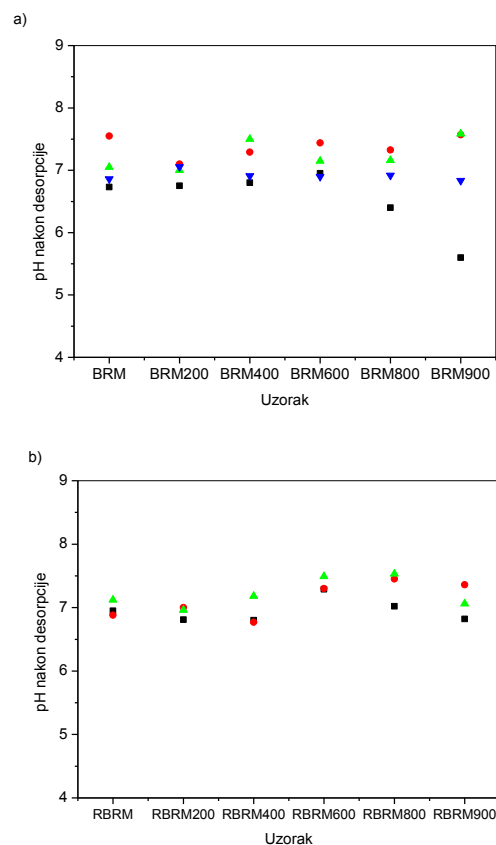 a)
9
8
7
6
5
4
pH nakon desorpcije
BRM BRM200 BRM400 BRM600 BRM800 BRM900
Uzorak
b)
9
8
7
6
5
4
pH nakon desorpcije
RBRM RBRM200 RBRM400 RBRM600 RBRM800 RBRM900
Uzorak